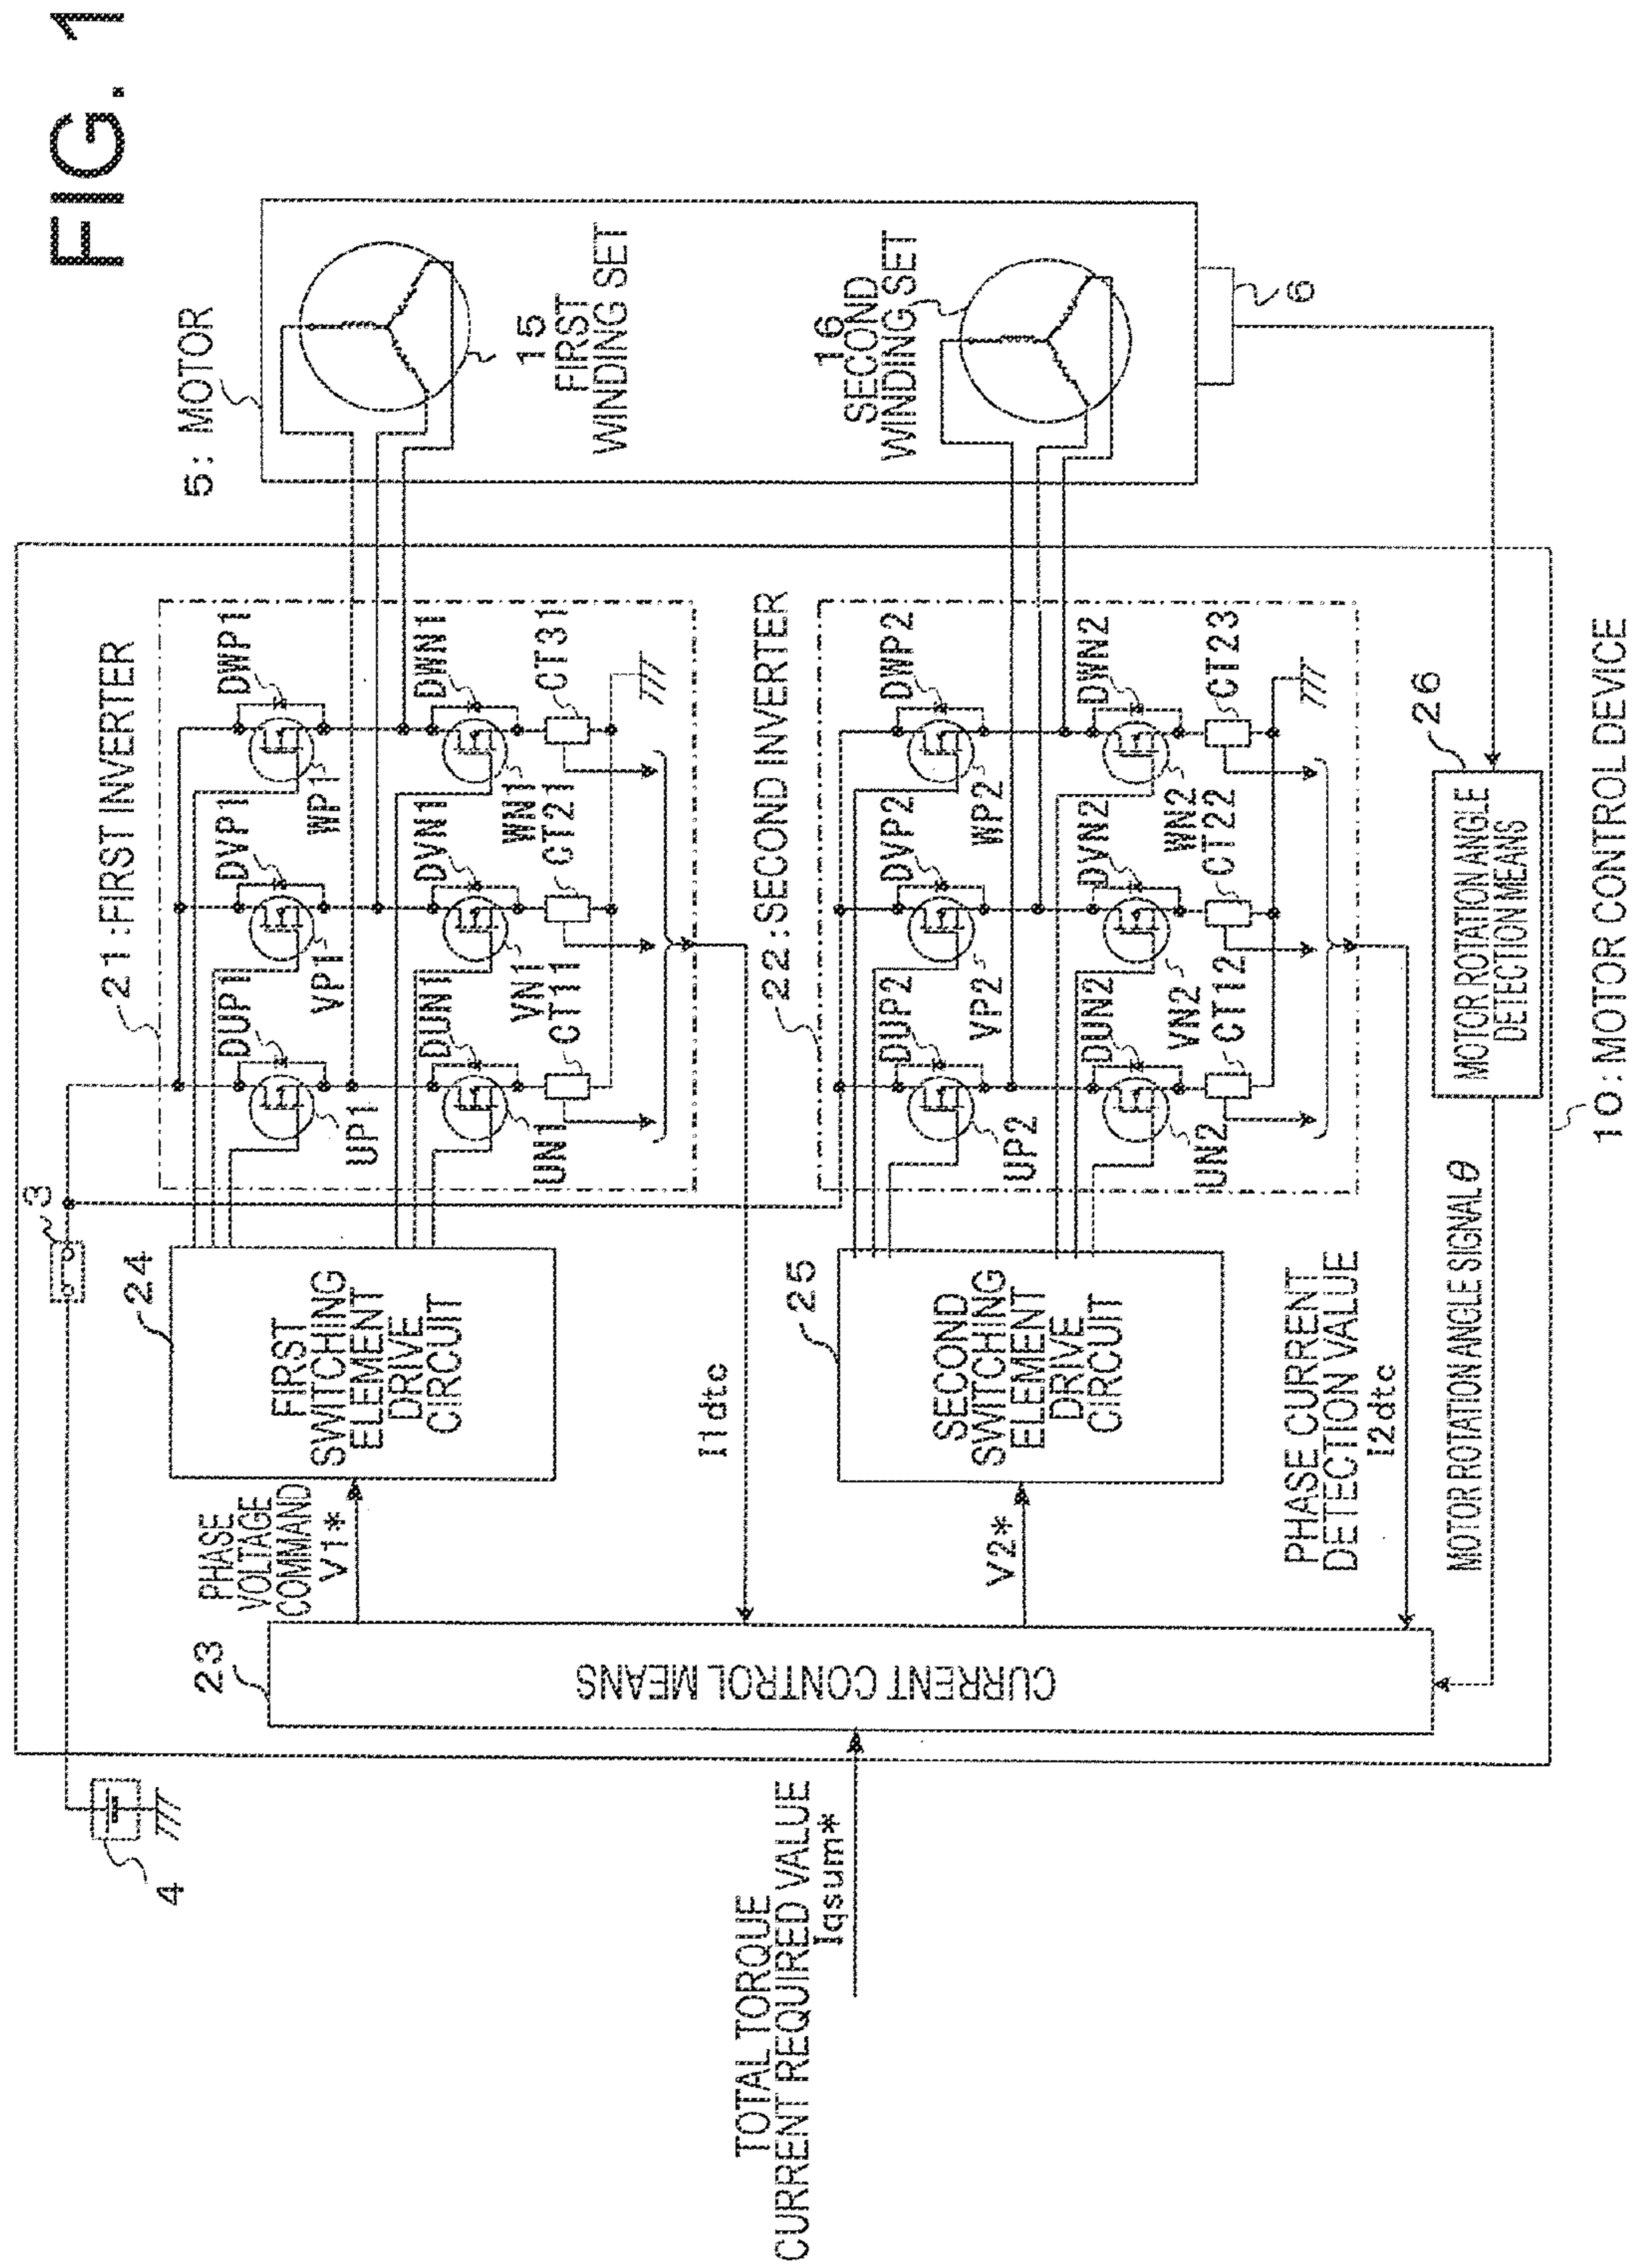 FIG. 1
5: MOTOR
15
FIRST
WINDING SET
16
SECOND
WINDING SET
6
21: FIRST INVERTER
DUP1
DVP1
DWP1
UP1
VP1
WP1
DUN1
DVN1
DWN1
UN1
VN1
WN1
CT11
CT21
CT31
22: SECOND INVERTER
DUP2
DVP2
DWP2
UP2
VP2
WP2
DUN2
DVN2
DWN2
UN2
VN2
WN2
CT12
CT22
CT23
3
4
24
FIRST
SWITCHING
ELEMENT
DRIVE
CIRCUIT
25
SECOND
SWITCHING
ELEMENT
DRIVE
CIRCUIT
PHASE
VOLTAGE
COMMAND
V1*
V2*
I1dtc
PHASE CURRENT
DETECTION VALUE
I2dtc
23
CURRENT CONTROL MEANS
TOTAL TORQUE
CURRENT REQUIRED VALUE
Iqsum*
MOTOR ROTATION ANGLE SIGNAL θ
26
MOTOR ROTATION ANGLE
DETECTION MEANS
10: MOTOR CONTROL DEVICE